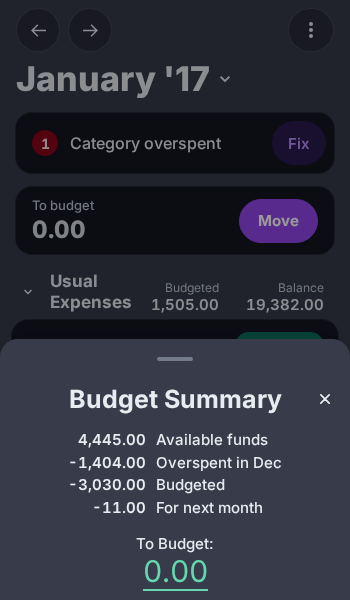 January '17
1 Category overspent Fix
To budget
0.00 Move
Usual
Expenses Budgeted Balance
1,505.00 19,382.00
Budget Summary
4,445.00 Available funds
-1,404.00 Overspent in Dec
-3,030.00 Budgeted
-11.00 For next month
To Budget:
0.00